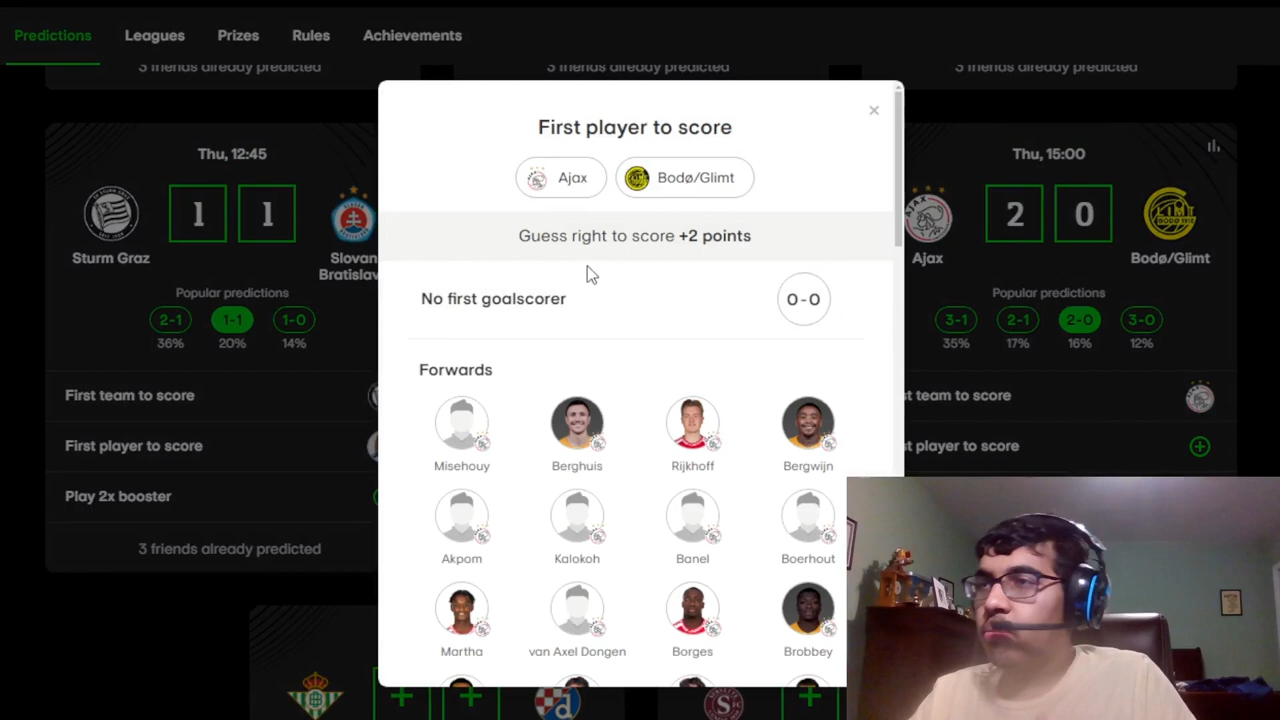 Predictions Leagues Prizes Rules Achievements
3 friends already predicted 3 friends already predicted 3 friends already predicted
First player to score
Ajax Bodø/Glimt
Guess right to score +2 points
No first goalscorer 0-0
Forwards
Misehouy Berghuis Rijkhoff Bergwijn
Akpom Kalokoh Banel Boerhout
Martha van Axel Dongen Borges Brobbey
Thu, 12:45
1 1
Sturm Graz Slovan
Bratislav
Popular predictions
2-1 1-1 1-0
36% 20% 14%
First team to score
First player to score
Play 2x booster
3 friends already predicted
Thu, 15:00
2 0
GLIMT
Ajax Bodø/Glimt
Popular predictions
3-1 2-1 2-0 3-0
35% 17% 16% 12%
st team to score
st player to score